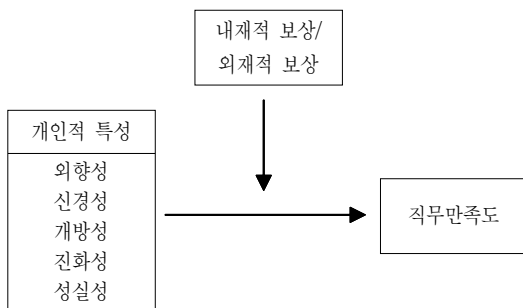 내재적 보상/
외재적 보상
개인적 특성
외향성
신경성
개방성
진화성
성실성
직무만족도